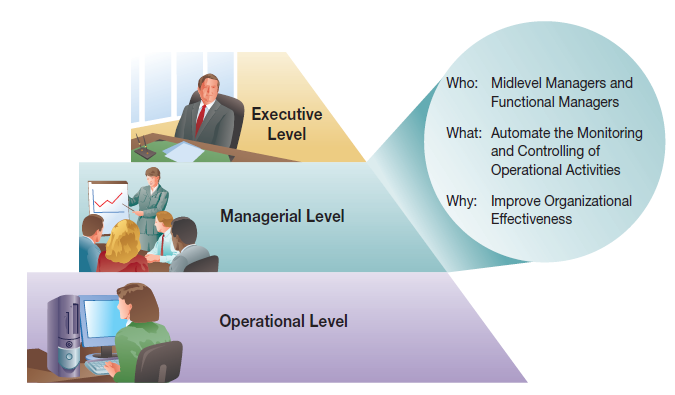 Executive
Level
Managerial Level
Operational Level
Who: Midlevel Managers and
Functional Managers
What: Automate the Monitoring
and Controlling of
Operational Activities
Why: Improve Organizational
Effectiveness